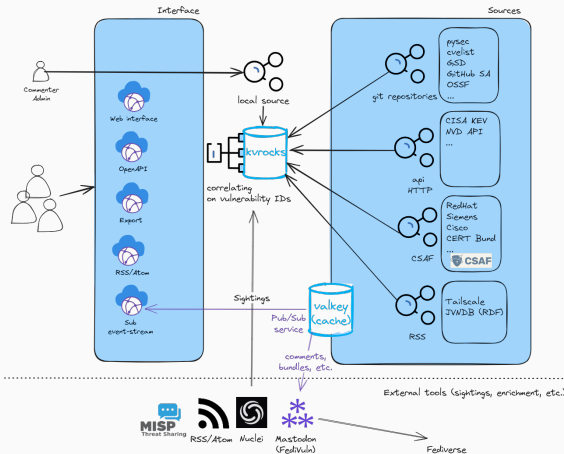 Interface
Sources
Commenter
Admin
Web interface
OpenAPI
Export
RSS/Atom
Sub
event-stream
local source
kvrocks
correlating
on vulnerability IDs
Sightings
Pub/Sub
service
valkey
(cache)
comments,
bundles, etc.
git repositories
pysec
cvelist
GSD
GitHub SA
OSSF
...
api
HTTP
CISA KEV
NVD API
...
CSAF
RedHat
Siemens
Cisco
CERT Bund
...
CSAF
RSS
Tailscale
JVNDB (RDF)
External tools (sightings, enrichment, etc.)
MISP
Threat Sharing
RSS/Atom
Nuclei
Mastodon
(FediVuln)
Fediverse